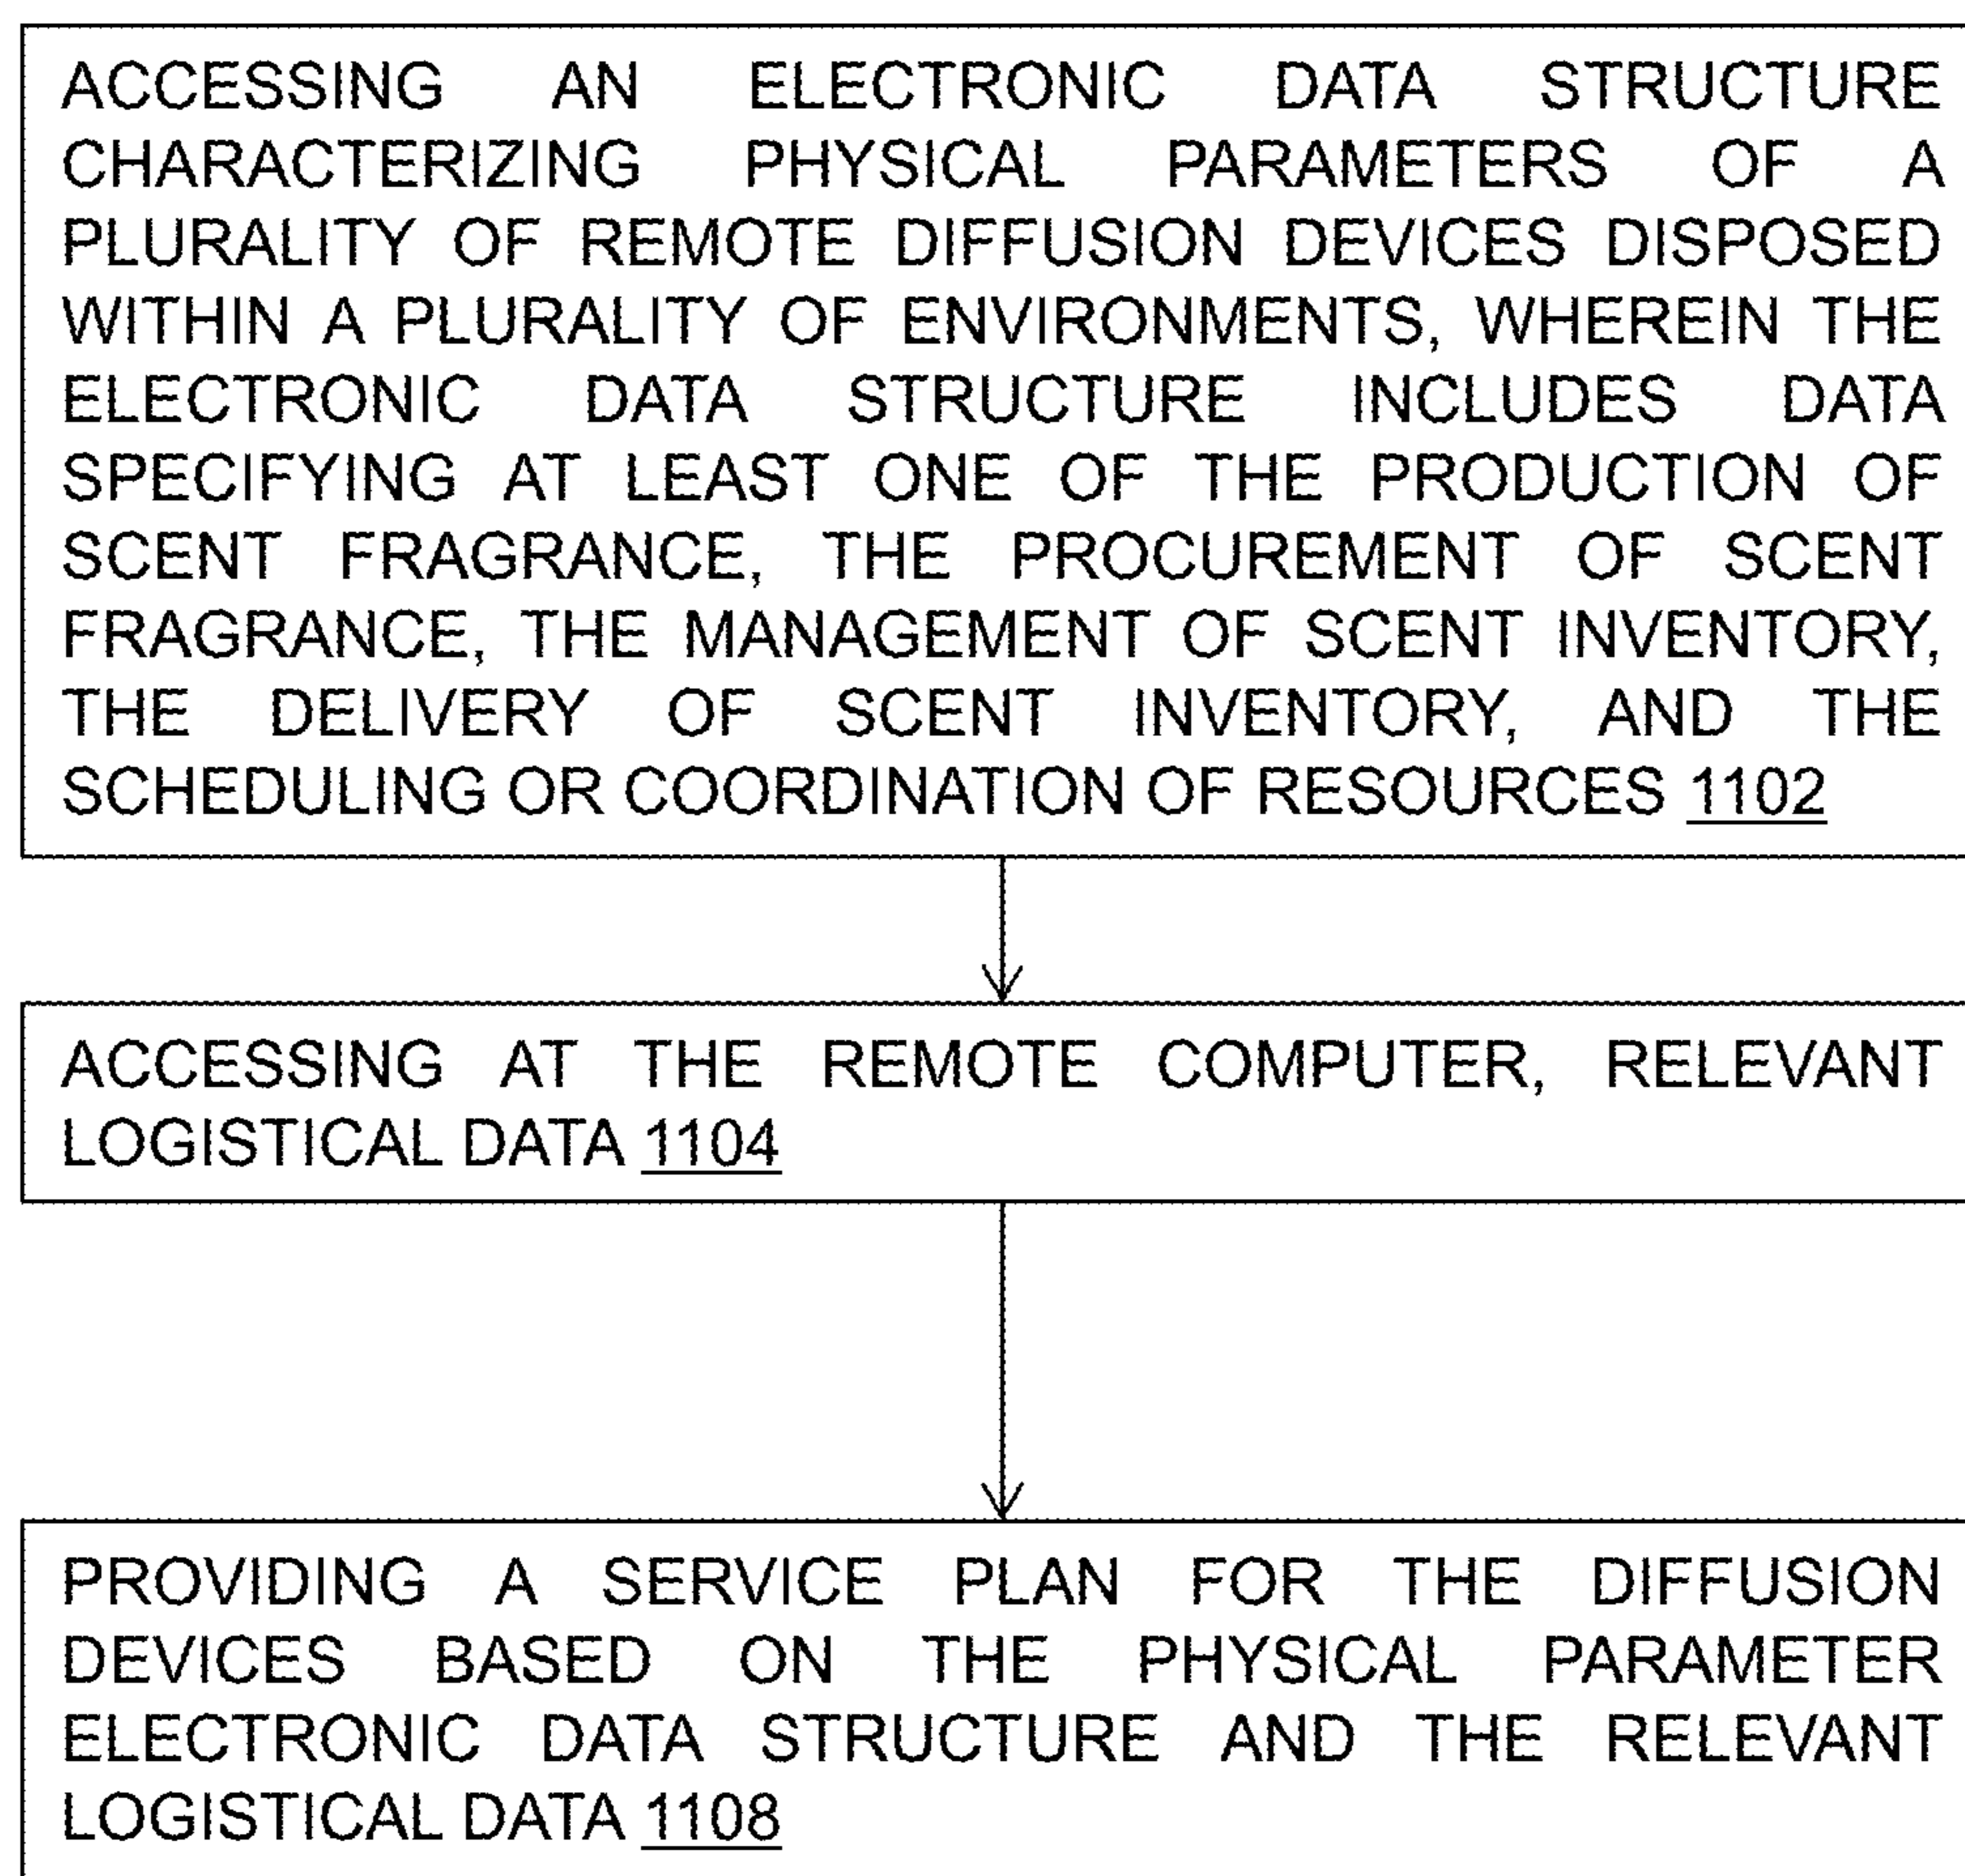 ACCESSING AN ELECTRONIC DATA STRUCTURE
CHARACTERIZING PHYSICAL PARAMETERS OF A
PLURALITY OF REMOTE DIFFUSION DEVICES DISPOSED
WITHIN A PLURALITY OF ENVIRONMENTS, WHEREIN THE
ELECTRONIC DATA STRUCTURE INCLUDES DATA
SPECIFYING AT LEAST ONE OF THE PRODUCTION OF
SCENT FRAGRANCE, THE PROCUREMENT OF SCENT
FRAGRANCE, THE MANAGEMENT OF SCENT INVENTORY,
THE DELIVERY OF SCENT INVENTORY, AND THE
SCHEDULING OR COORDINATION OF RESOURCES 1102
ACCESSING AT THE REMOTE COMPUTER, RELEVANT
LOGISTICAL DATA 1104
PROVIDING A SERVICE PLAN FOR THE DIFFUSION
DEVICES BASED ON THE PHYSICAL PARAMETER
ELECTRONIC DATA STRUCTURE AND THE RELEVANT
LOGISTICAL DATA 1108